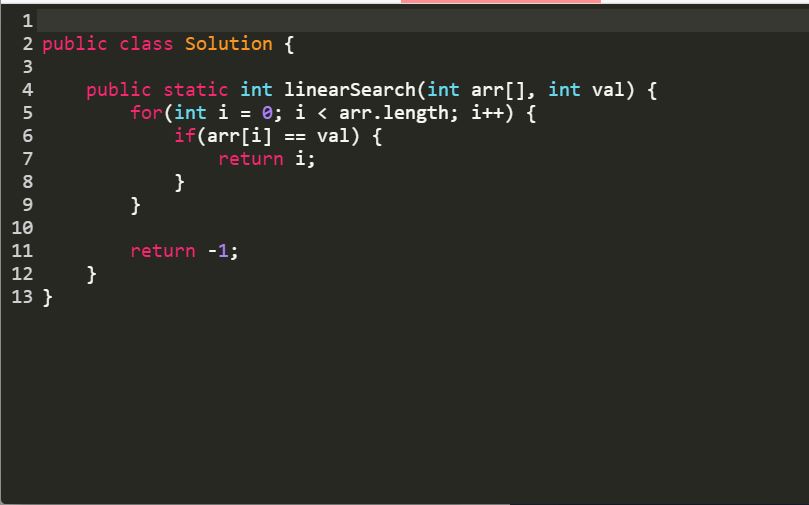 1
2 public class Solution {
3
4     public static int linearSearch(int arr[], int val) {
5         for(int i = 0; i < arr.length; i++) {
6             if(arr[i] == val) {
7                 return i;
8             }
9         }
10
11         return -1;
12     }
13 }